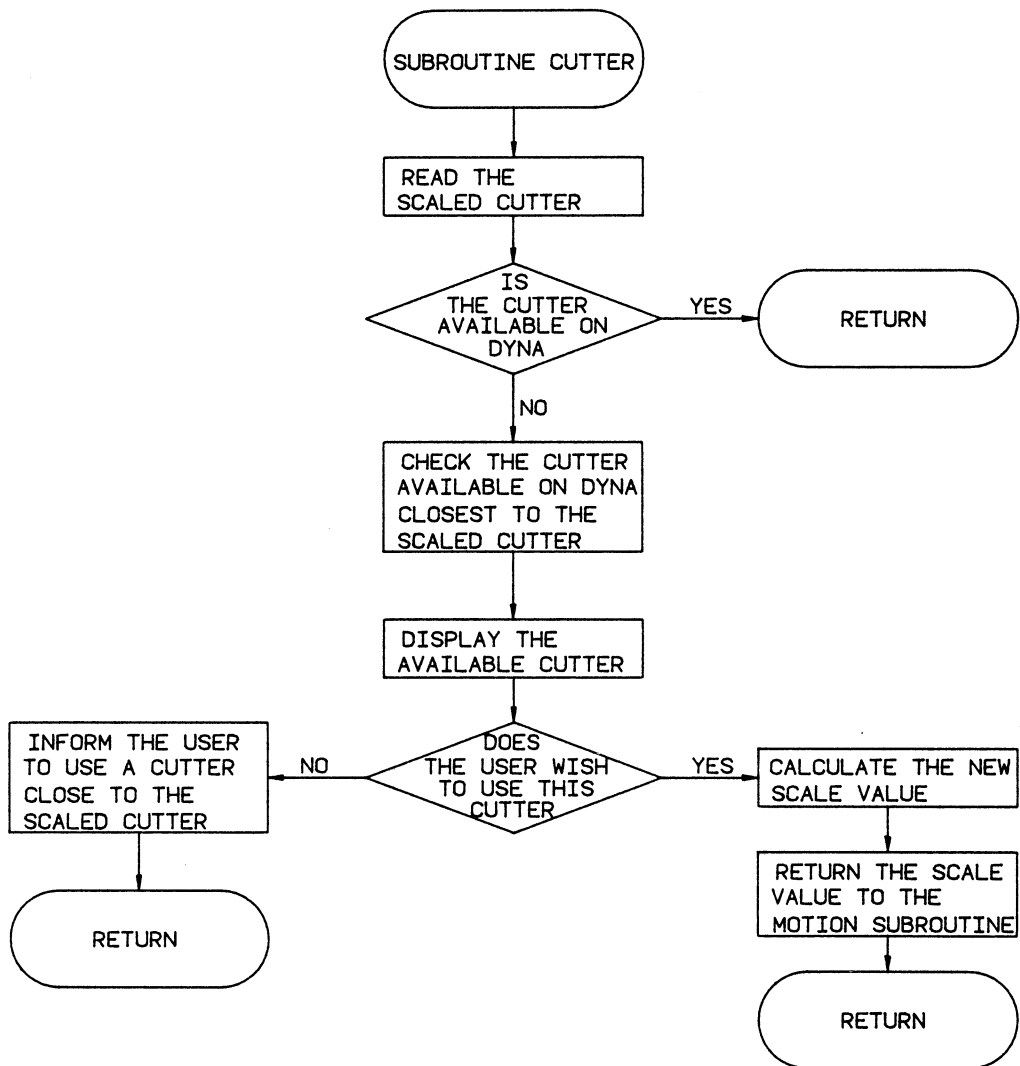 SUBROUTINE CUTTER
READ THE
SCALED CUTTER
IS
THE CUTTER
AVAILABLE ON
DYNA
YES
RETURN
NO
CHECK THE CUTTER
AVAILABLE ON DYNA
CLOSEST TO THE
SCALED CUTTER
DISPLAY THE
AVAILABLE CUTTER
DOES
THE USER WISH
TO USE THIS
CUTTER
NO
INFORM THE USER
TO USE A CUTTER
CLOSE TO THE
SCALED CUTTER
RETURN
YES
CALCULATE THE NEW
SCALE VALUE
RETURN THE SCALE
VALUE TO THE
MOTION SUBROUTINE
RETURN